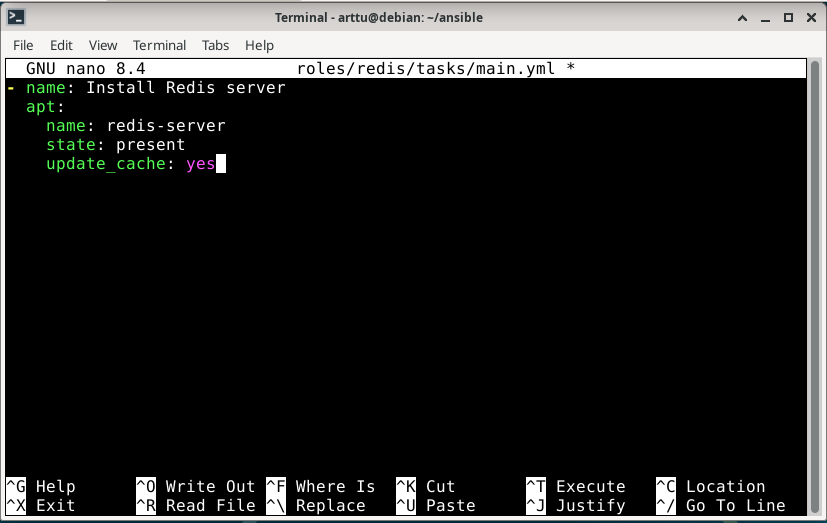 Terminal - arttu@debian: ~/ansible
File Edit View Terminal Tabs Help
GNU nano 8.4 roles/redis/tasks/main.yml *
- name: Install Redis server
  apt:
    name: redis-server
    state: present
    update_cache: yes
^G Help ^O Write Out ^F Where Is ^K Cut ^T Execute ^C Location
^X Exit ^R Read File ^\ Replace ^U Paste ^J Justify ^/ Go To Line